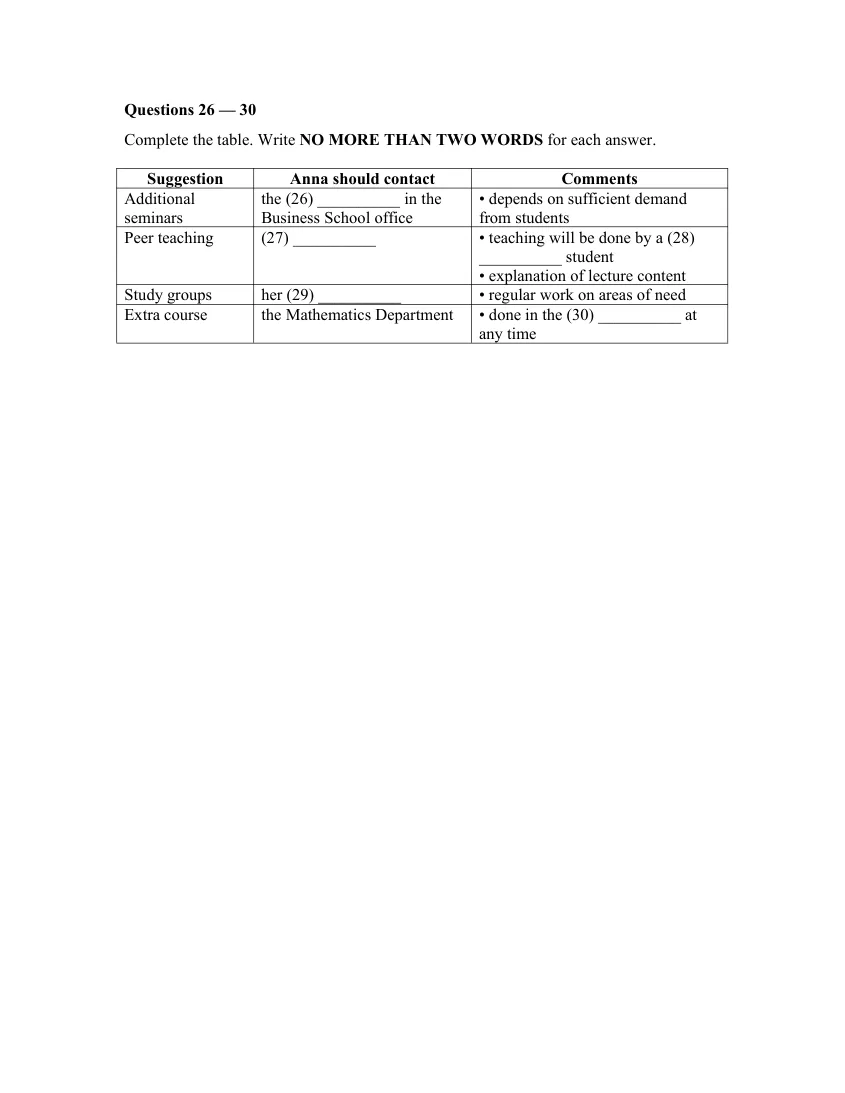 Questions 26 — 30
Complete the table. Write NO MORE THAN TWO WORDS for each answer.
Suggestion Anna should contact Comments
Additional seminars the (26) __________ in the Business School office • depends on sufficient demand from students
Peer teaching (27) __________ • teaching will be done by a (28) __________ student
• explanation of lecture content
Study groups her (29) __________ • regular work on areas of need
Extra course the Mathematics Department • done in the (30) __________ at any time